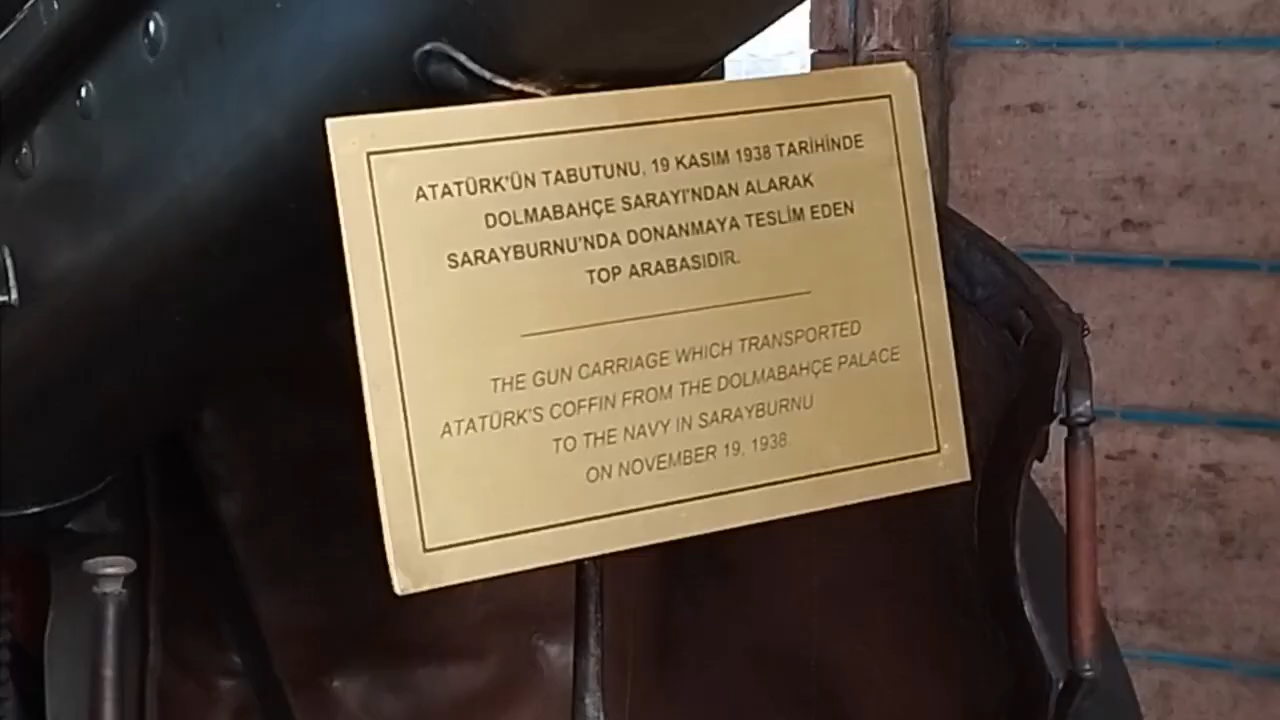 ATATÜRK'ÜN TABUTUNU, 19 KASIM 1938 TARİHİNDE
DOLMABAHÇE SARAYI'NDAN ALARAK
SARAYBURNU'NDA DONANMAYA TESLİM EDEN
TOP ARABASIDIR.
THE GUN CARRIAGE WHICH TRANSPORTED
ATATÜRK'S COFFIN FROM THE DOLMABAHÇE PALACE
TO THE NAVY IN SARAYBURNU
ON NOVEMBER 19, 1938